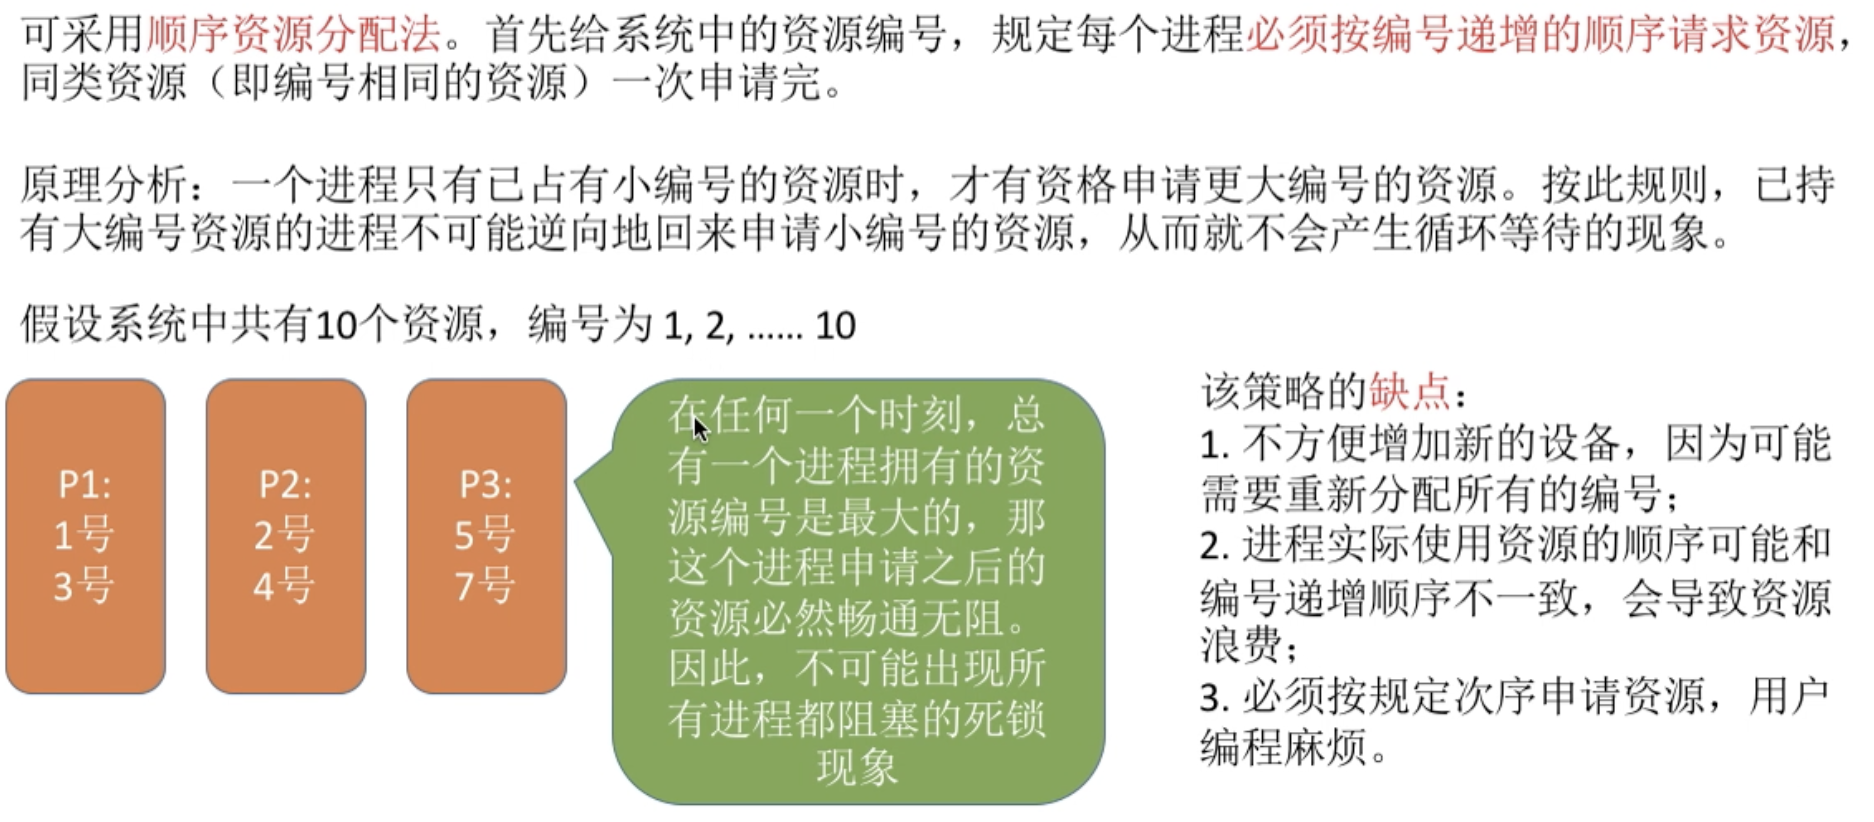 可采用顺序资源分配法。首先给系统中的资源编号，规定每个进程必须按编号递增的顺序请求资源，
同类资源（即编号相同的资源）一次申请完。
原理分析：一个进程只有已占有小编号的资源时，才有资格申请更大编号的资源。按此规则，已持
有大编号资源的进程不可能逆向地回来申请小编号的资源，从而就不会产生循环等待的现象。
假设系统中共有10个资源，编号为 1, 2, …… 10
P1:
1号
3号
P2:
2号
4号
P3:
5号
7号
在任何一个时刻，总
有一个进程拥有的资
源编号是最大的，那
这个进程申请之后的
资源必然畅通无阻。
因此，不可能出现所
有进程都阻塞的死锁
现象
该策略的缺点：
1. 不方便增加新的设备，因为可能
需要重新分配所有的编号；
2. 进程实际使用资源的顺序可能和
编号递增顺序不一致，会导致资源
浪费；
3. 必须按规定次序申请资源，用户
编程麻烦。